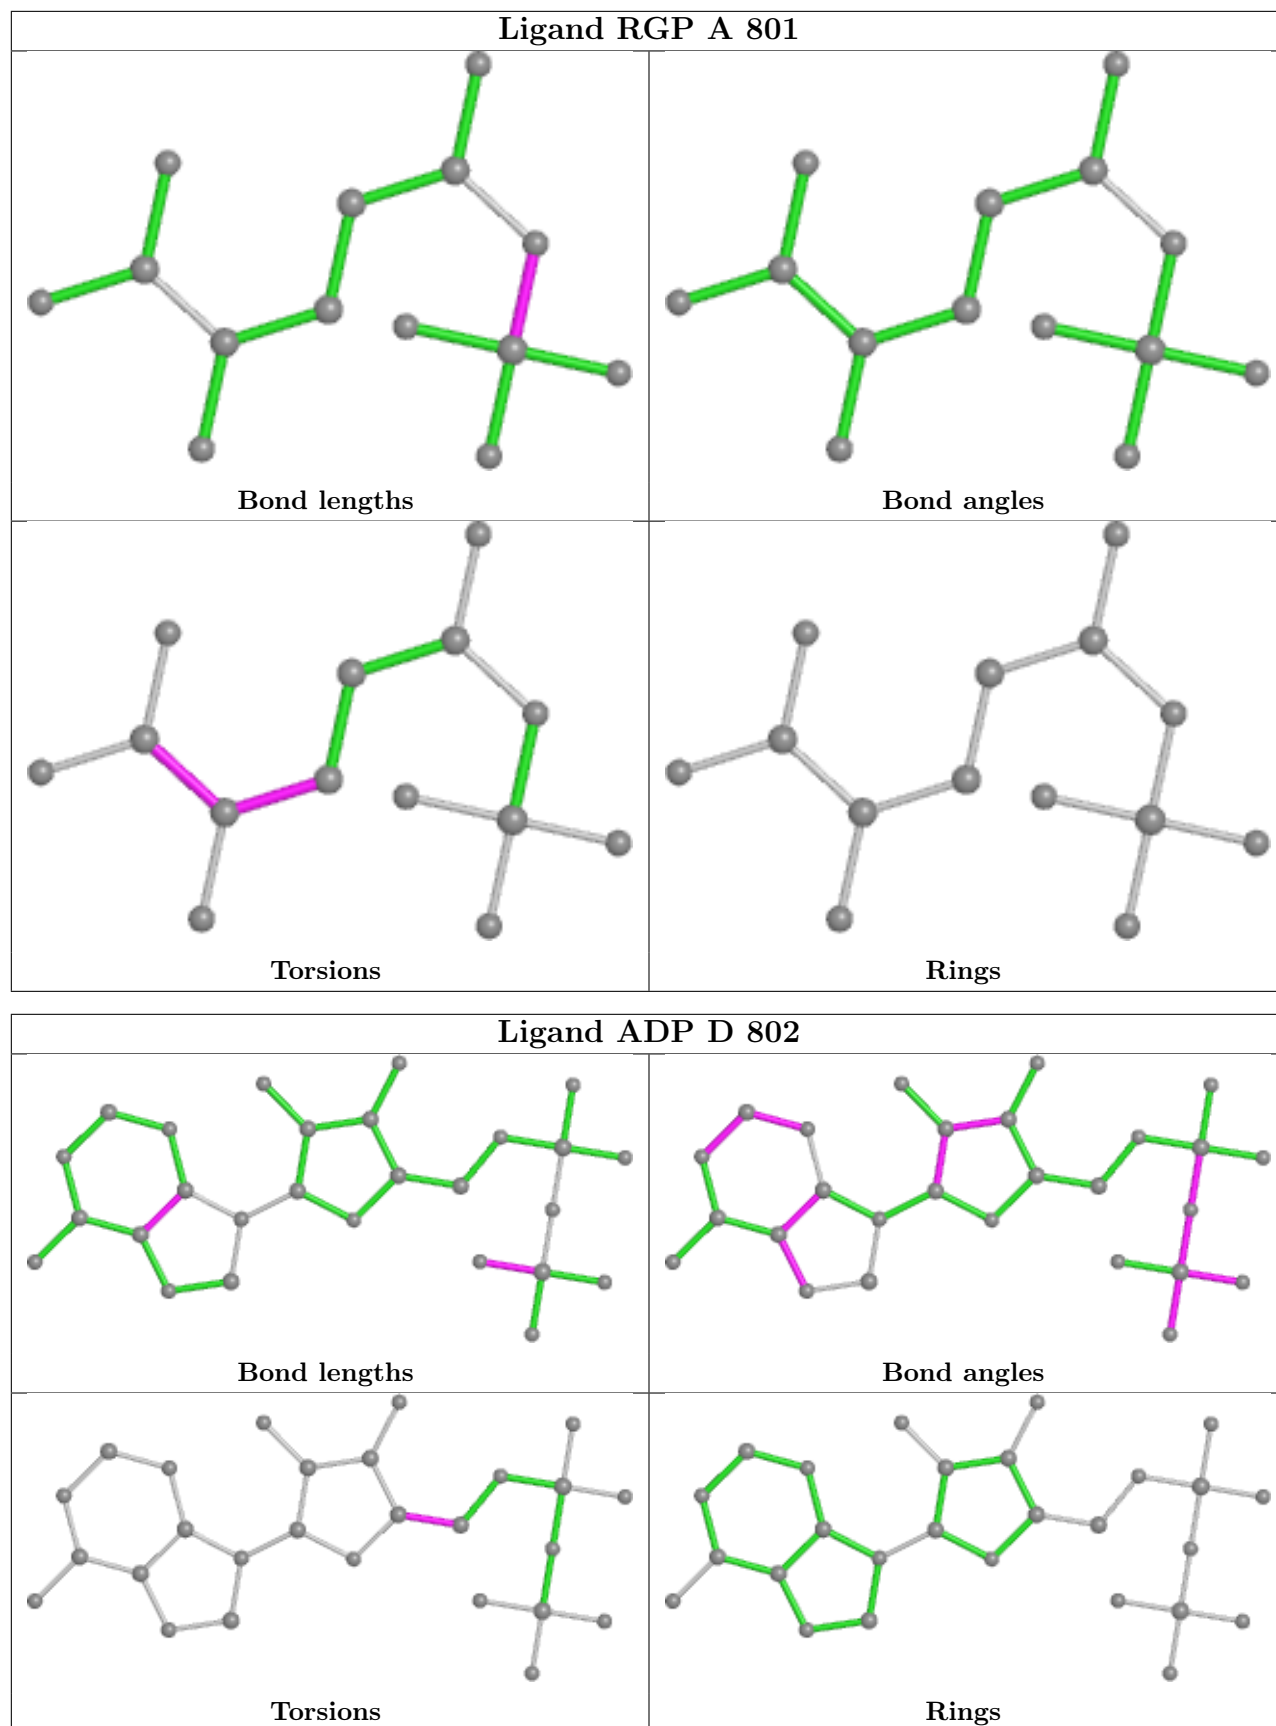 Ligand RGP A 801
Bond lengths
Bond angles
Torsions
Rings
Ligand ADP D 802
Bond lengths
Bond angles
Torsions
Rings